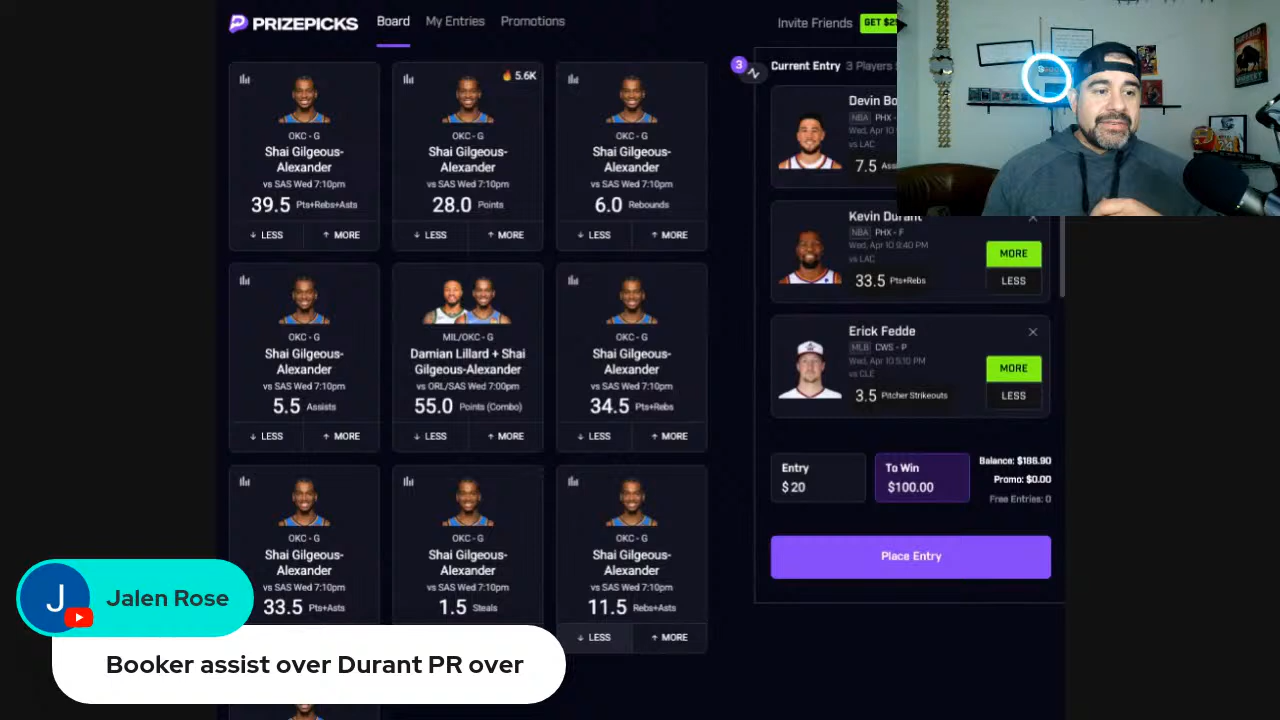 PRIZEPICKS
Board
My Entries
Promotions
Invite Friends
OKC - G
Shai Gilgeous-
Alexander
vs SAS Wed 7:10pm
39.5 Pts+Rebs+Asts
LESS
MORE
5.6K
OKC - G
Shai Gilgeous-
Alexander
vs SAS Wed 7:10pm
28.0 Points
LESS
MORE
OKC - G
Shai Gilgeous-
Alexander
vs SAS Wed 7:10pm
6.0 Rebounds
LESS
MORE
OKC - G
Shai Gilgeous-
Alexander
vs SAS Wed 7:10pm
5.5 Assists
LESS
MORE
MIL/OKC - G
Damian Lillard + Shai
Gilgeous-Alexander
vs ORL/SAS Wed 7:00pm
55.0 Points (Combo)
LESS
MORE
OKC - G
Shai Gilgeous-
Alexander
vs SAS Wed 7:10pm
34.5 Pts+Rebs
LESS
MORE
OKC - G
Shai Gilgeous-
Alexander
vs SAS Wed 7:10pm
33.5 Pts+Asts
OKC - G
Shai Gilgeous-
Alexander
vs SAS Wed 7:10pm
1.5 Steals
OKC - G
Shai Gilgeous-
Alexander
vs SAS Wed 7:10pm
11.5 Rebs+Asts
LESS
MORE
3
Current Entry 3 Players
Devin Bo
NBA PHX -
Wed, Apr 10
vs LAC
7.5 Ass
Kevin Durant
NBA PHX - F
Wed, Apr 10 9:40 PM
vs LAC
33.5 Pts+Rebs
MORE
LESS
Erick Fedde
MLB CWS - P
Wed, Apr 10 5:10 PM
vs CLE
3.5 Pitcher Strikeouts
MORE
LESS
Entry
$ 20
To Win
$100.00
Balance: $186.90
Promo: $0.00
Free Entries: 0
Place Entry
J
Jalen Rose
Booker assist over Durant PR over